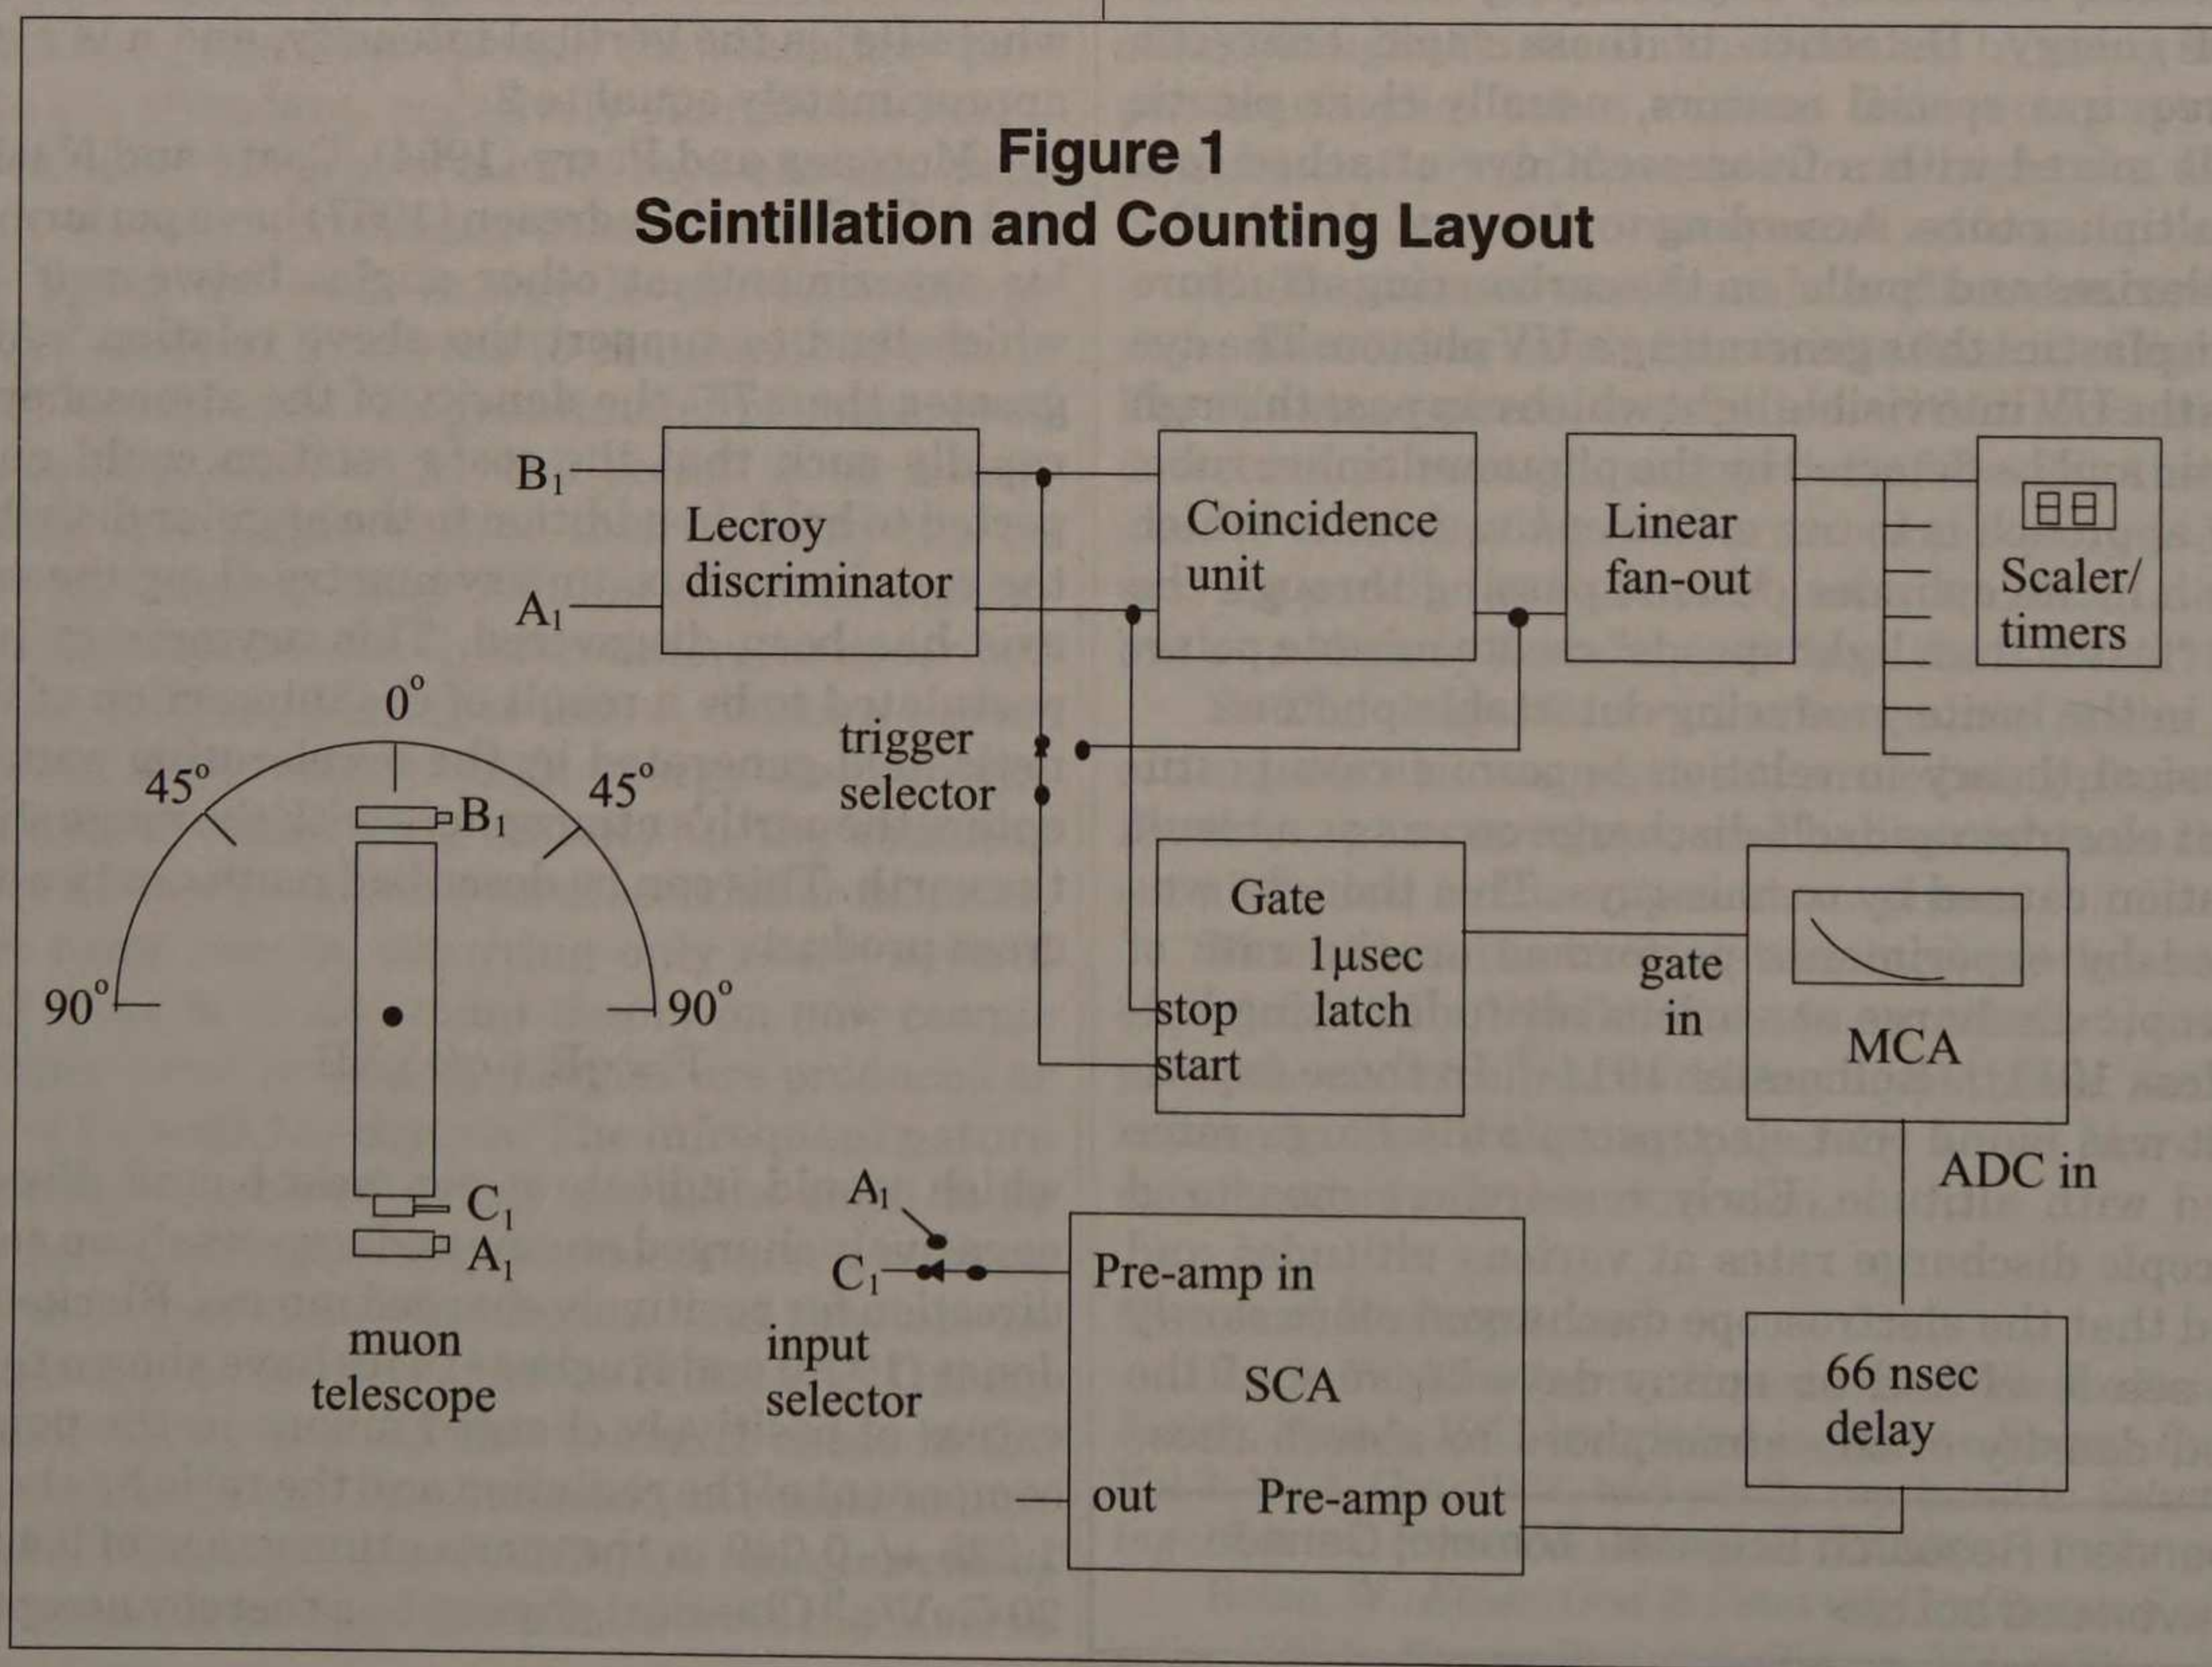 Figure 1
Scintillation and Counting Layout
B₁
A₁
Lecroy
discriminator
Coincidence
unit
Linear
fan-out
Scaler/
timers
0°
45°
45°
90°
90°
B₁
C₁
A₁
muon
telescope
trigger
selector
Gate
1μsec
latch
stop
start
gate
in
MCA
ADC in
A₁
C₁
input
selector
Pre-amp in
SCA
out
Pre-amp out
66 nsec
delay